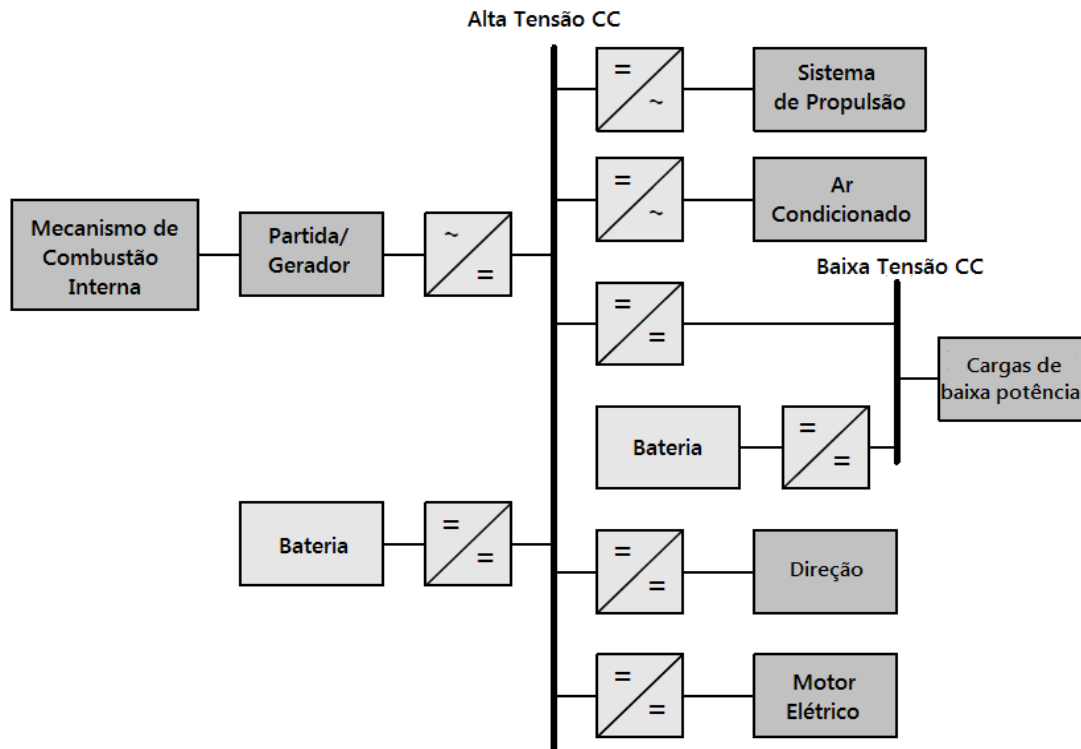 Alta Tensão CC
=
~
Sistema
de Propulsão
=
~
Ar
Condicionado
Mecanismo de
Combustão
Interna
Partida/
Gerador
~
=
Baixa Tensão CC
=
=
Cargas de
baixa potência
Bateria
=
=
Bateria
=
=
=
=
Direção
=
=
Motor
Elétrico